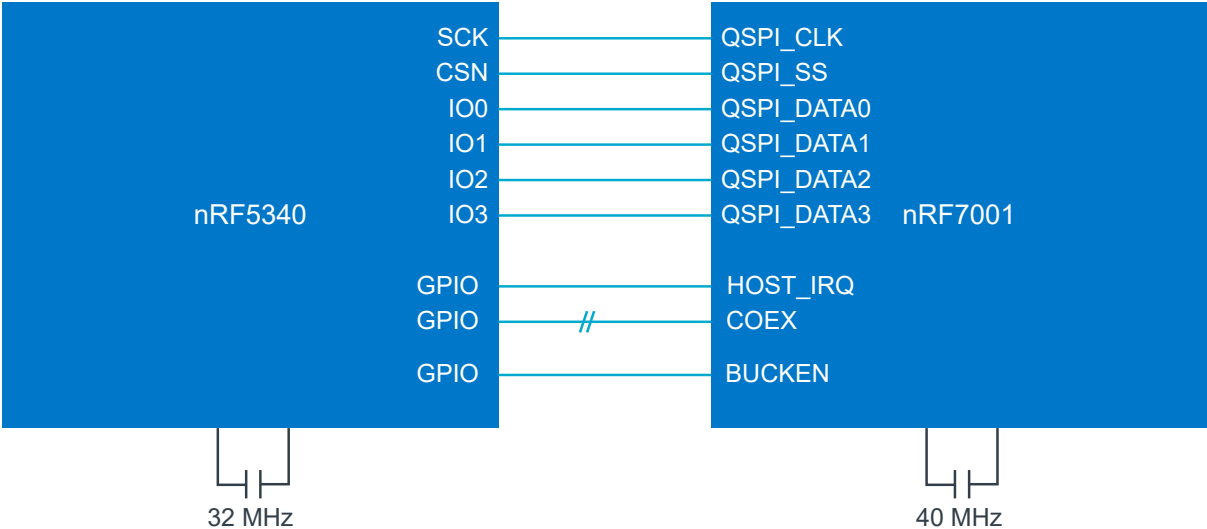 SCK QSPI_CLK
CSN QSPI_SS
IO0 QSPI_DATA0
IO1 QSPI_DATA1
IO2 QSPI_DATA2
nRF5340 IO3 QSPI_DATA3 nRF7001
GPIO HOST_IRQ
GPIO COEX
GPIO BUCKEN
32 MHz 40 MHz